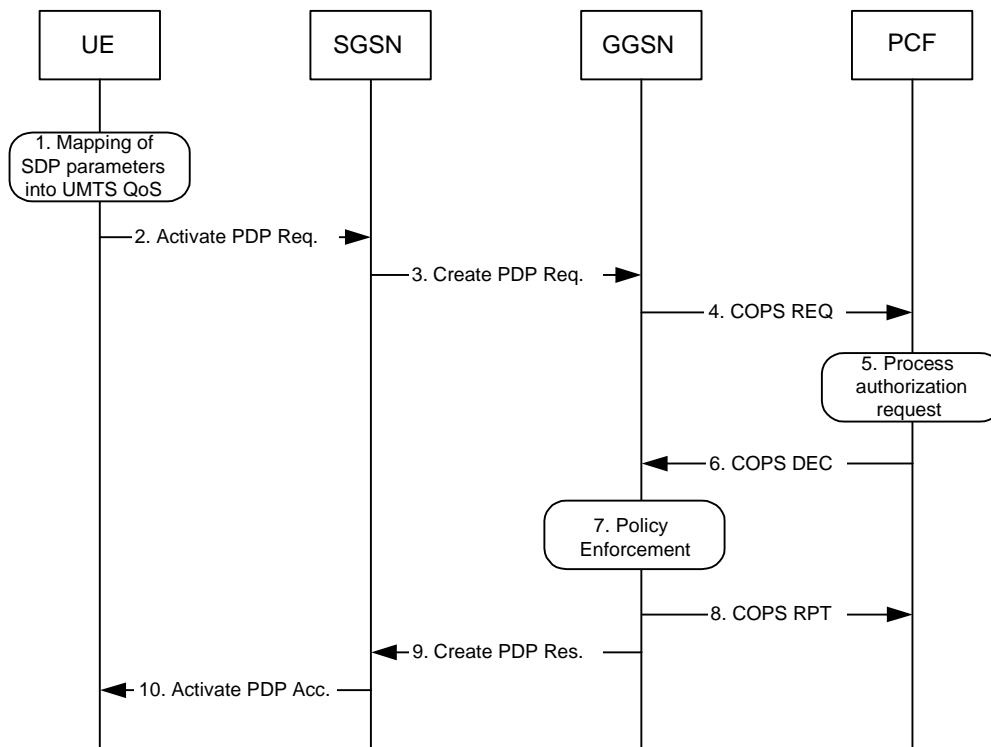 UE
SGSN
GGSN
PCF
1. Mapping of
SDP parameters
into UMTS QoS
2. Activate PDP Req.
3. Create PDP Req.
4. COPS REQ
5. Process
authorization
request
6. COPS DEC
7. Policy
Enforcement
8. COPS RPT
9. Create PDP Res.
10. Activate PDP Acc.